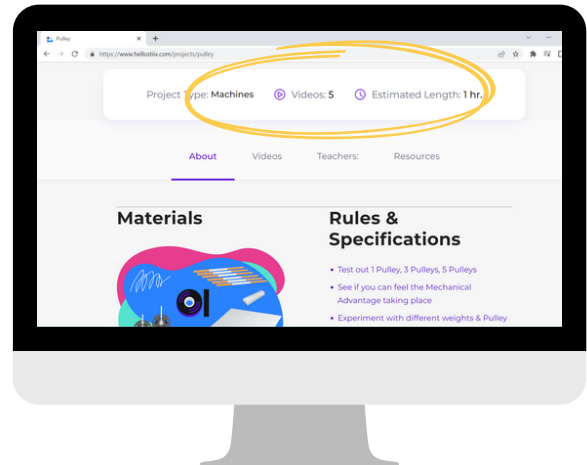 Pulley
https://www.hellostiix.com/projects/pulley
Project Type: Machines Videos: 5 Estimated Length: 1 hr.
About Videos Teachers: Resources
Materials
Rules &
Specifications
Test out 1 Pulley, 3 Pulleys, 5 Pulleys
See if you can feel the Mechanical
Advantage taking place
Experiment with different weights & Pulley